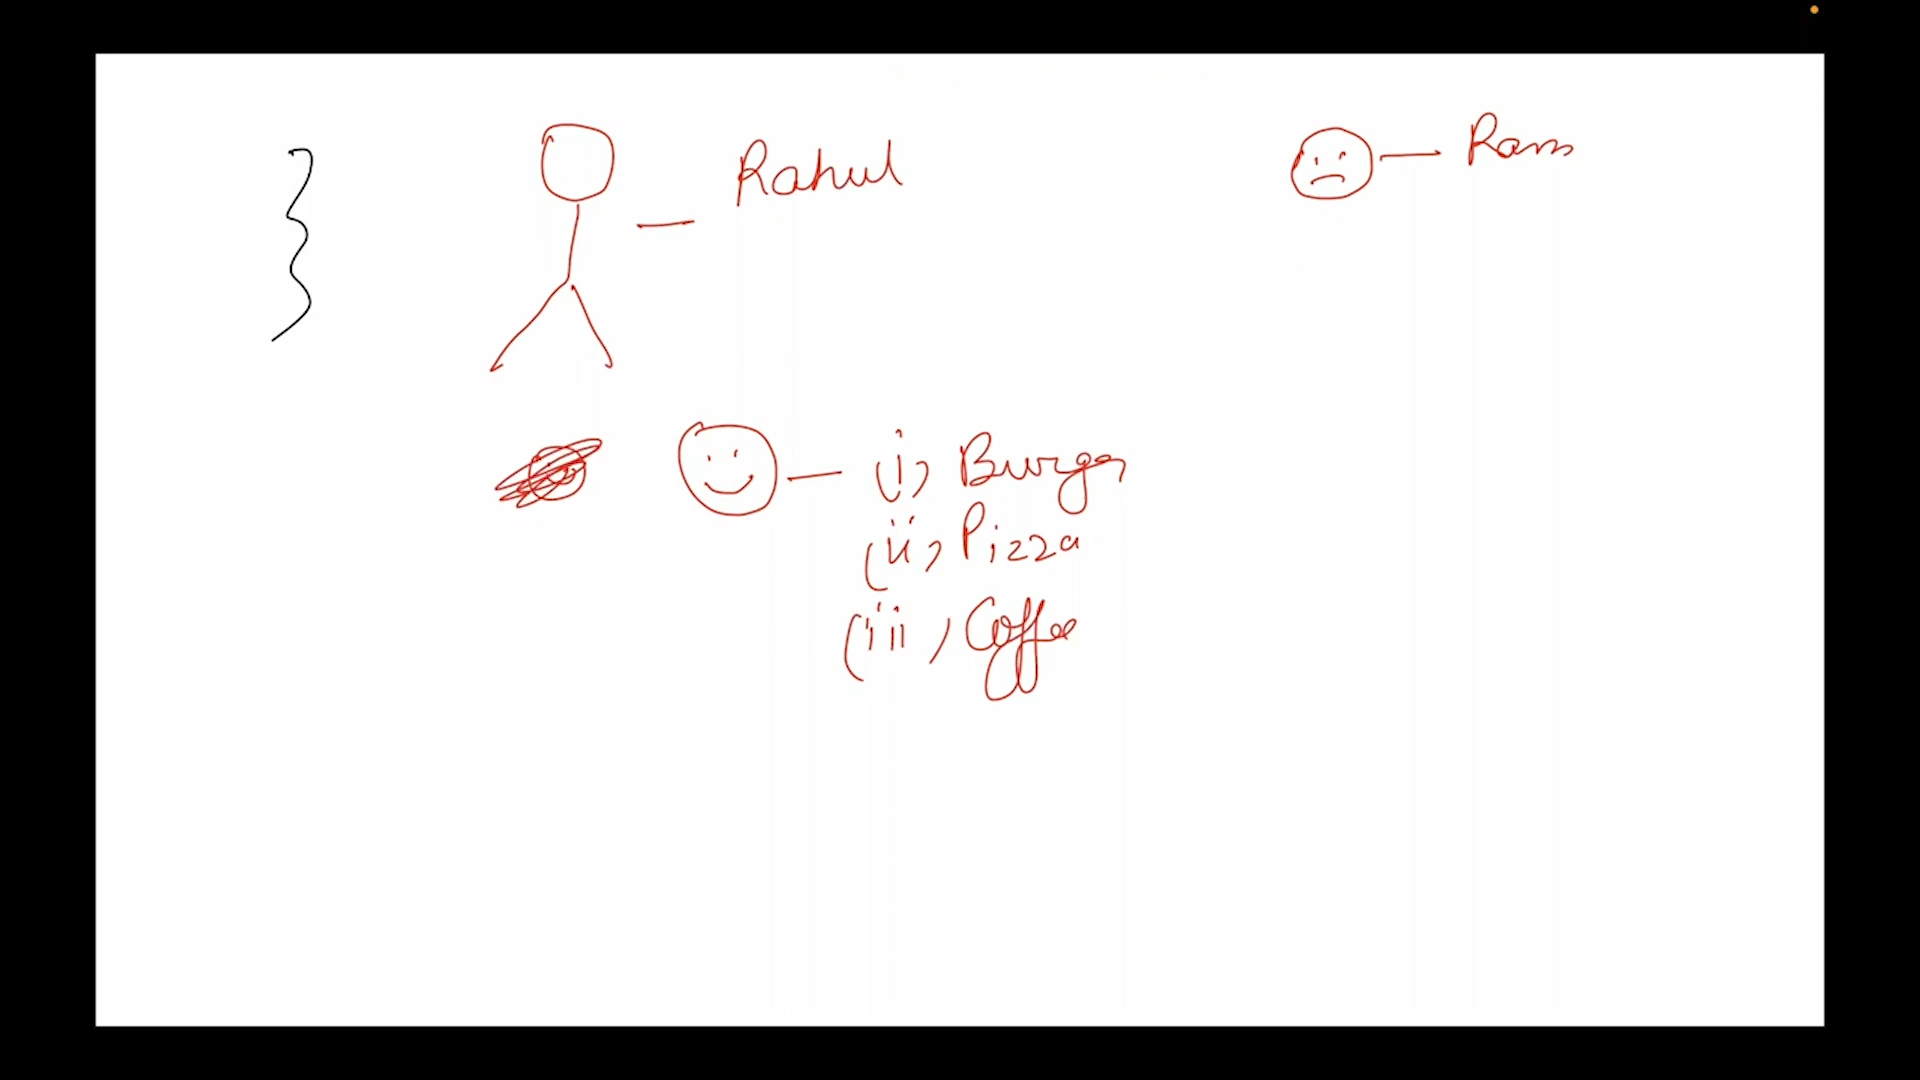 Rahul
Ram
(i) Burger
(ii) Pizza
(iii) Coffee